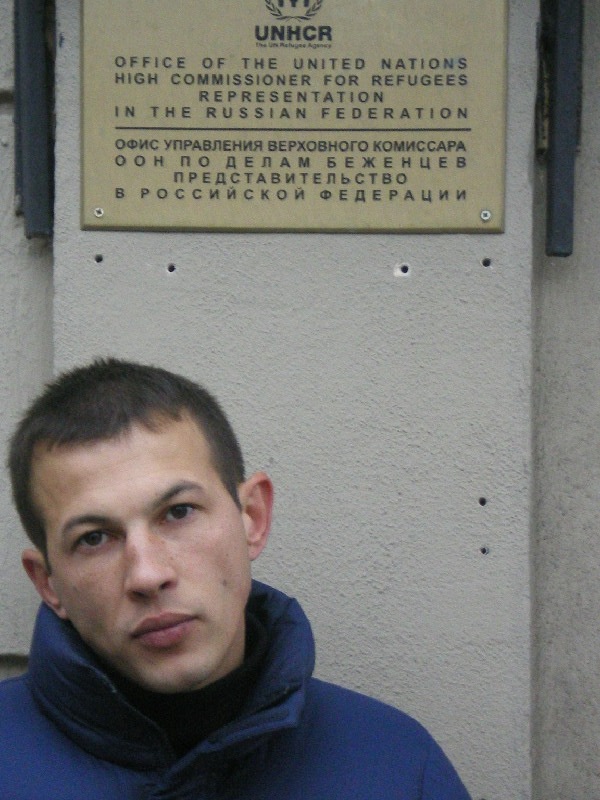 UNHCR
The UN Refugee Agency
OFFICE OF THE UNITED NATIONS
HIGH COMMISSIONER FOR REFUGEES
REPRESENTATION
IN THE RUSSIAN FEDERATION
ОФИС УПРАВЛЕНИЯ ВЕРХОВНОГО КОМИССАРА
ООН ПО ДЕЛАМ БЕЖЕНЦЕВ
ПРЕДСТАВИТЕЛЬСТВО
В РОССИЙСКОЙ ФЕДЕРАЦИИ